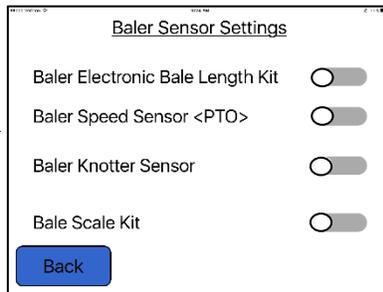 Baler Sensor Settings
Baler Electronic Bale Length Kit
Baler Speed Sensor <PTO>
Baler Knotter Sensor
Bale Scale Kit
Back